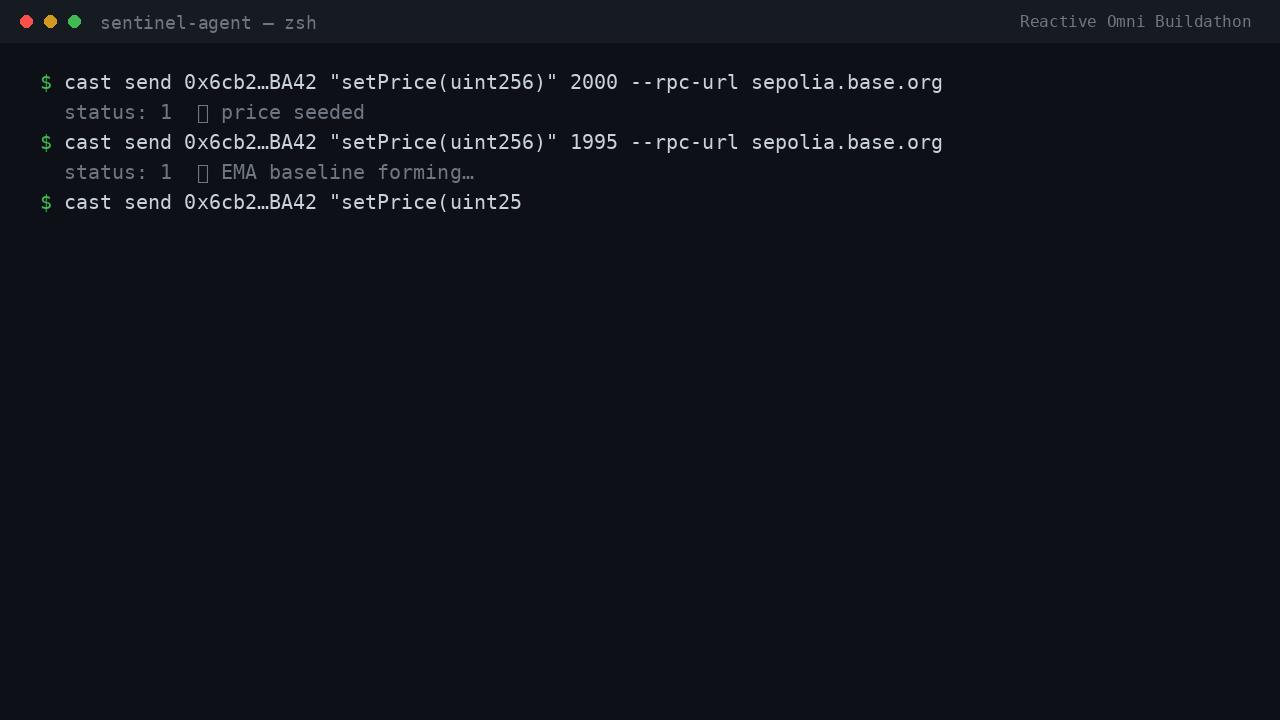 sentinel-agent — zsh
Reactive Omni Buildathon
$ cast send 0x6cb2…BA42 "setPrice(uint256)" 2000 --rpc-url sepolia.base.org
status: 1 ▯ price seeded
$ cast send 0x6cb2…BA42 "setPrice(uint256)" 1995 --rpc-url sepolia.base.org
status: 1 ▯ EMA baseline forming…
$ cast send 0x6cb2…BA42 "setPrice(uint25